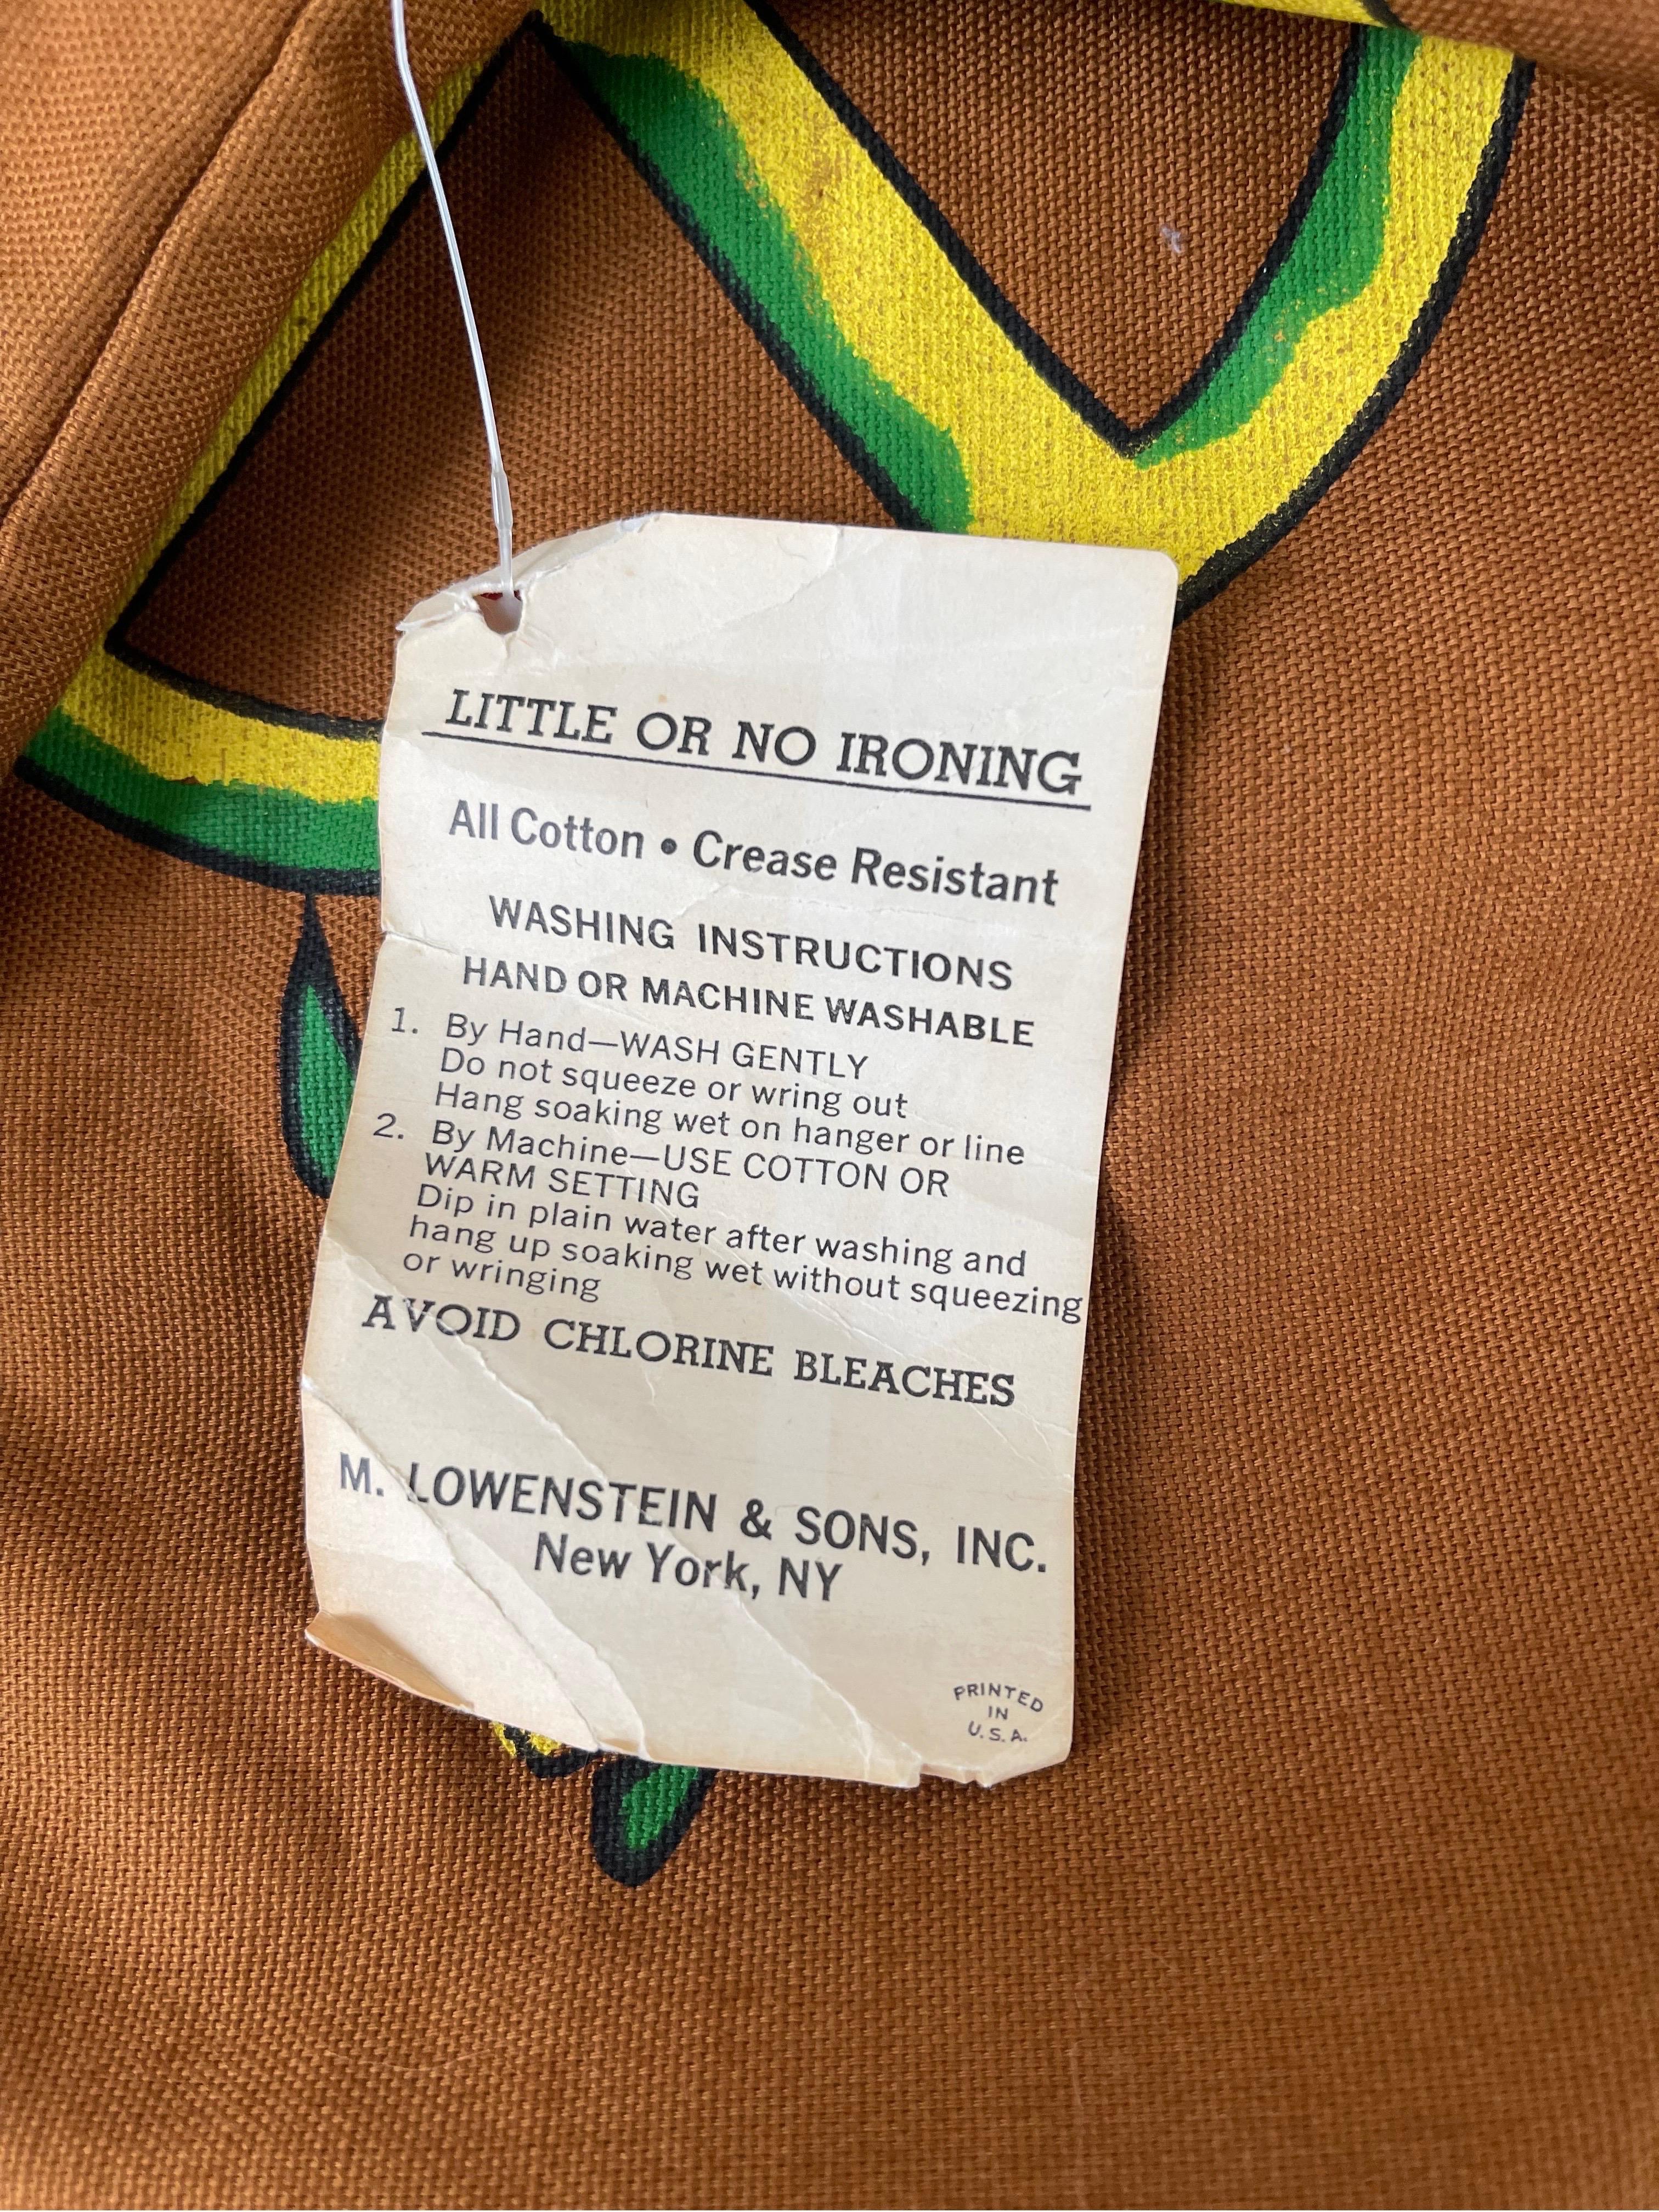 LITTLE OR NO IRONING
All Cotton • Crease Resistant
WASHING INSTRUCTIONS
HAND OR MACHINE WASHABLE
1. By Hand—WASH GENTLY
Do not squeeze or wring out
Hang soaking wet on hanger or line
2. By Machine—USE COTTON OR
WARM SETTING
Dip in plain water after washing and
hang up soaking wet without squeezing
or wringing
AVOID CHLORINE BLEACHES
M. LOWENSTEIN & SONS, INC.
New York, NY
PRINTED
IN
U.S.A.